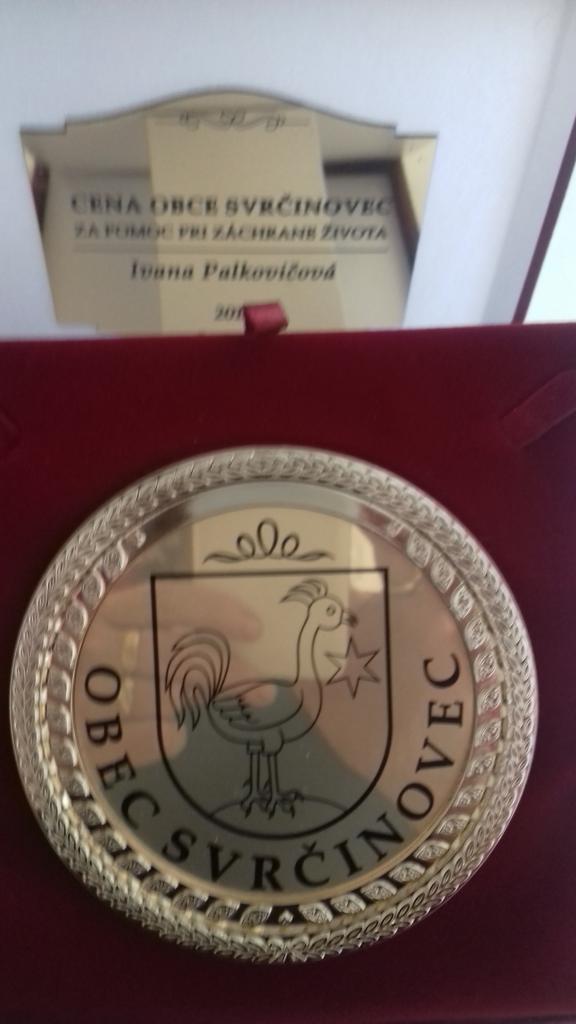 CENA OBCE SVRČINOVEC
ZA POMOC PRI ZÁCHRANE ŽIVOTA
Ivana Palkovičová
OBEC SVRČINOVEC